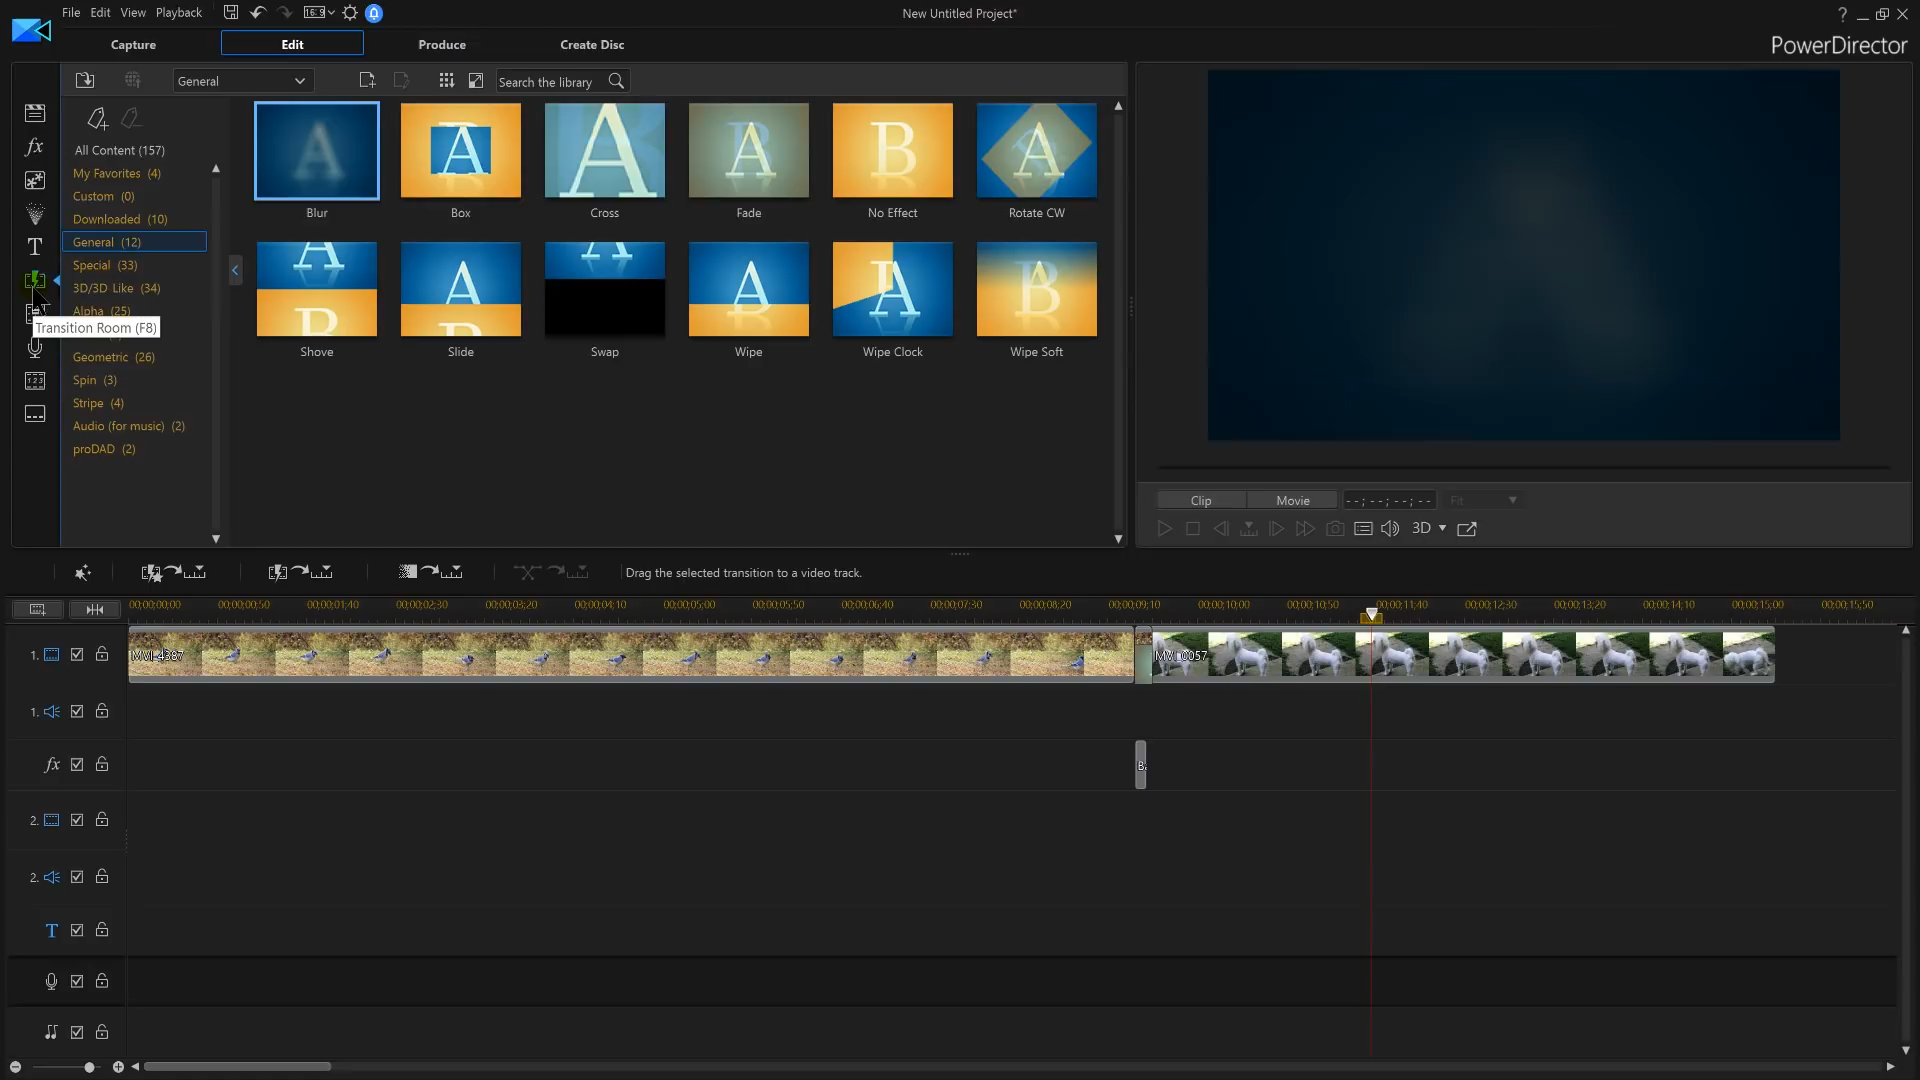 File Edit View Playback 16:9 New Untitled Project* ?
Capture Edit Produce Create Disc PowerDirector
General Search the library
All Content (157)
My Favorites (4)
Custom (0)
Downloaded (10)
General (12)
Special (33)
3D/3D Like (34)
Alpha (25)
Transition Room (F8)
Geometric (26)
Spin (3)
Stripe (4)
Audio (for music) (2)
proDAD (2)
Blur Box Cross Fade No Effect Rotate CW
Shove Slide Swap Wipe Wipe Clock Wipe Soft
Clip Movie --;--;--;-- Fit
3D
Drag the selected transition to a video track.
00;00;00;00 00;00;00;50 00;00;01;40 00;00;02;30 00;00;03;20 00;00;04;10 00;00;05;00 00;00;05;50 00;00;06;40 00;00;07;30 00;00;08;20 00;00;09;10 00;00;10;00 00;00;10;50 00;00;11;40 00;00;12;30 00;00;13;20 00;00;14;10 00;00;15;00 00;00;15;50
1. MVI_4387 MVI_0057
1.
fx B
2.
2.
T